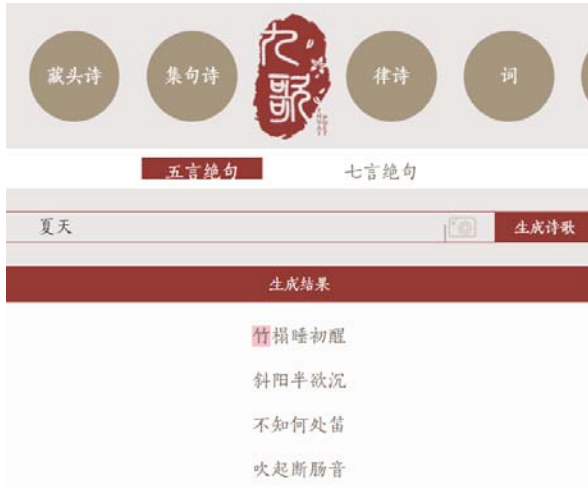 藏头诗
集句诗
九歌
律诗
词
五言绝句
七言绝句
夏天
生成诗歌
生成结果
竹榻睡初醒
斜阳半欲沉
不知何处笛
吹起断肠音